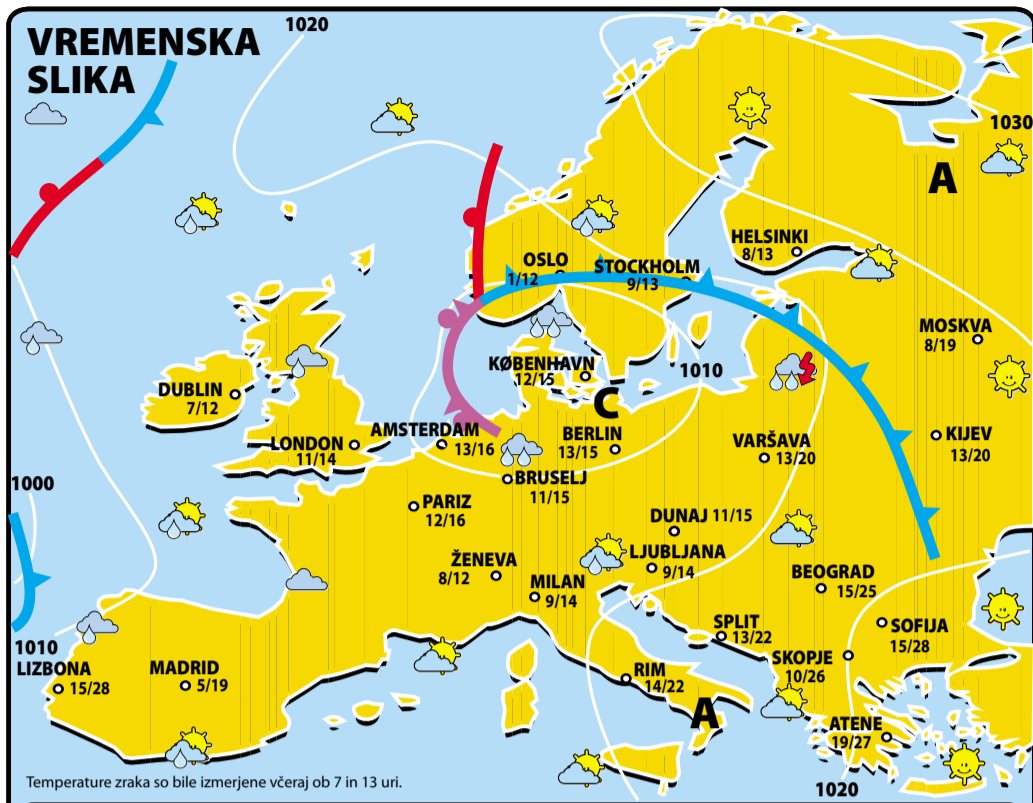 VREMENSKA
SLIKA
1020
1030
A
HELSINKI
8/13
OSLO
1/12
STOCKHOLM
9/13
MOSKVA
8/19
KØBENHAVN
12/15
1010
DUBLIN
7/12
C
AMSTERDAM
13/16
BERLIN
13/15
VARŠAVA
13/20
KIJEV
13/20
LONDON
11/14
BRUSELJ
11/15
1000
PARIZ
12/16
DUNAJ 11/15
ŽENEVA
8/12
LJUBLJANA
9/14
MILAN
9/14
BEOGRAD
15/25
SPLIT
13/22
SOFIJA
15/28
1010
LIZBONA
15/28
MADRID
5/19
SKOPJE
10/26
RIM
14/22
A
ATENE
19/27
1020
Temperature zraka so bile izmerjene včeraj ob 7 in 13 uri.